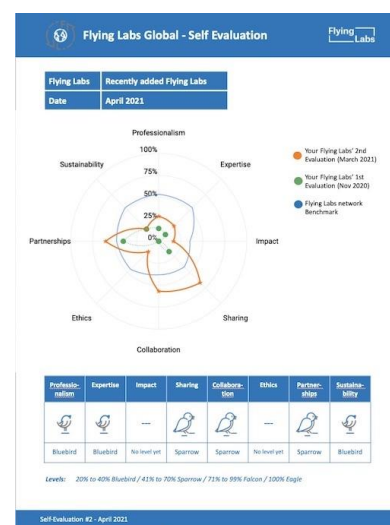 Flying Labs Global - Self Evaluation
Flying
Labs
Flying Labs Recently added Flying Labs
Date April 2021
Professionalism
100%
Sustainability
75%
Expertise
50%
25%
0%
Partnerships
Impact
Ethics
Sharing
Collaboration
Your Flying Labs' 2nd
Evaluation (March 2021)
Your Flying Labs' 1st
Evaluation (Nov 2020)
Flying Labs network
Benchmark
Professio-
nalism
Expertise
Impact
Sharing
Collabora-
tion
Ethics
Partner-
ships
Sustaina-
bility
---
---
Bluebird Bluebird No level yet Sparrow Sparrow No level yet Sparrow Bluebird
Levels: 20% to 40% Bluebird / 41% to 70% Sparrow / 71% to 99% Falcon / 100% Eagle
Self-Evaluation #2 - April 2021